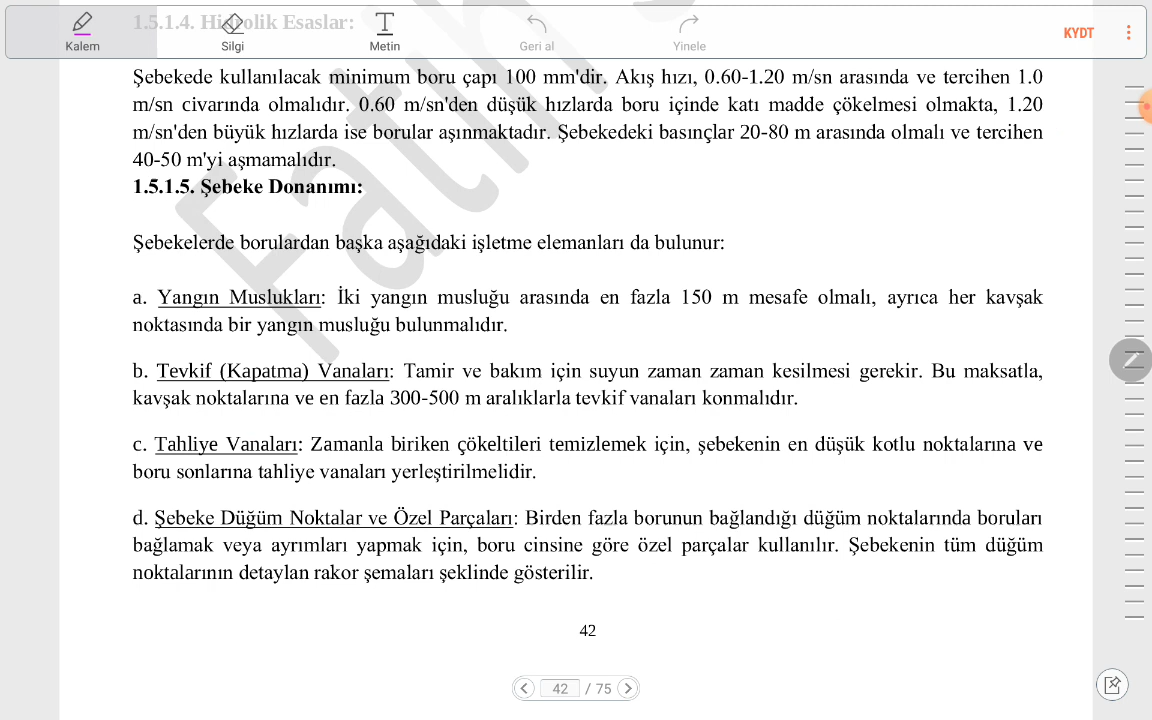 1.5.1.4. Hidrolik Esaslar:
Kalem
Silgi
Metin
Geri al
Yinele
KYDT
Şebekede kullanılacak minimum boru çapı 100 mm'dir. Akış hızı, 0.60-1.20 m/sn arasında ve tercihen 1.0
m/sn civarında olmalıdır. 0.60 m/sn'den düşük hızlarda boru içinde katı madde çökelmesi olmakta, 1.20
m/sn'den büyük hızlarda ise borular aşınmaktadır. Şebekedeki basınçlar 20-80 m arasında olmalı ve tercihen
40-50 m'yi aşmamalıdır.
1.5.1.5. Şebeke Donanımı:
Şebekelerde borulardan başka aşağıdaki işletme elemanları da bulunur:
a. Yangın Muslukları: İki yangın musluğu arasında en fazla 150 m mesafe olmalı, ayrıca her kavşak
noktasında bir yangın musluğu bulunmalıdır.
b. Tevkif (Kapatma) Vanaları: Tamir ve bakım için suyun zaman zaman kesilmesi gerekir. Bu maksatla,
kavşak noktalarına ve en fazla 300-500 m aralıklarla tevkif vanaları konmalıdır.
c. Tahliye Vanaları: Zamanla biriken çökeltileri temizlemek için, şebekenin en düşük kotlu noktalarına ve
boru sonlarına tahliye vanaları yerleştirilmelidir.
d. Şebeke Düğüm Noktalar ve Özel Parçaları: Birden fazla borunun bağlandığı düğüm noktalarında boruları
bağlamak veya ayrımları yapmak için, boru cinsine göre özel parçalar kullanılır. Şebekenin tüm düğüm
noktalarının detaylan rakor şemaları şeklinde gösterilir.
42
42 / 75
Fatih